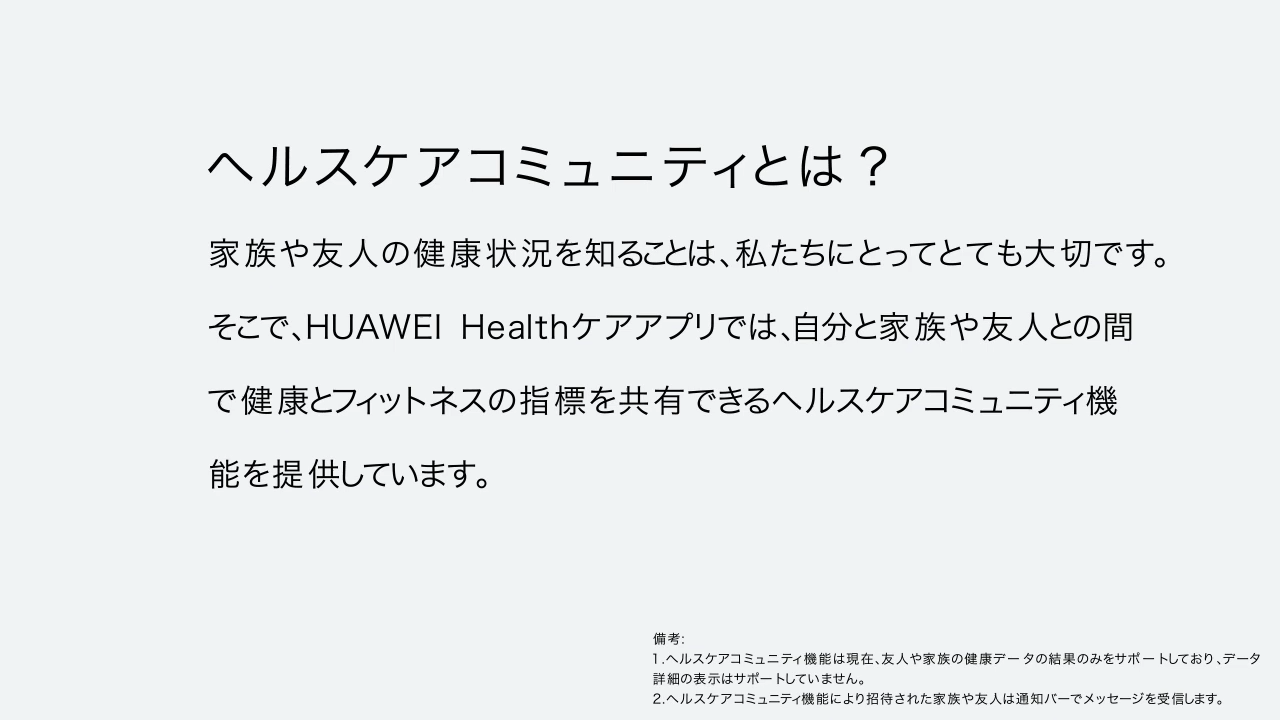 ヘルスケアコミュニティとは？
家族や友人の健康状況を知ることは、私たちにとってとても大切です。
そこで、HUAWEI Healthケアアプリでは、自分と家族や友人との間
で健康とフィットネスの指標を共有できるヘルスケアコミュニティ機
能を提供しています。
備考:
1.ヘルスケアコミュニティ機能は現在、友人や家族の健康データの結果のみをサポートしており、データ
詳細の表示はサポートしていません。
2.ヘルスケアコミュニティ機能により招待された家族や友人は通知バーでメッセージを受信します。